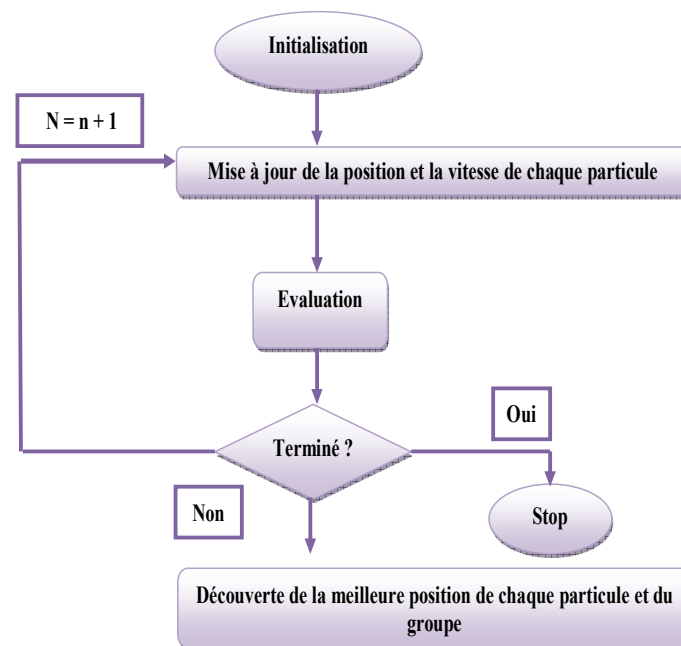 Initialisation
N = n + 1
Mise à jour de la position et la vitesse de chaque particule
Evaluation
Terminé ?
Oui
Non
Stop
Découverte de la meilleure position de chaque particule et du
groupe